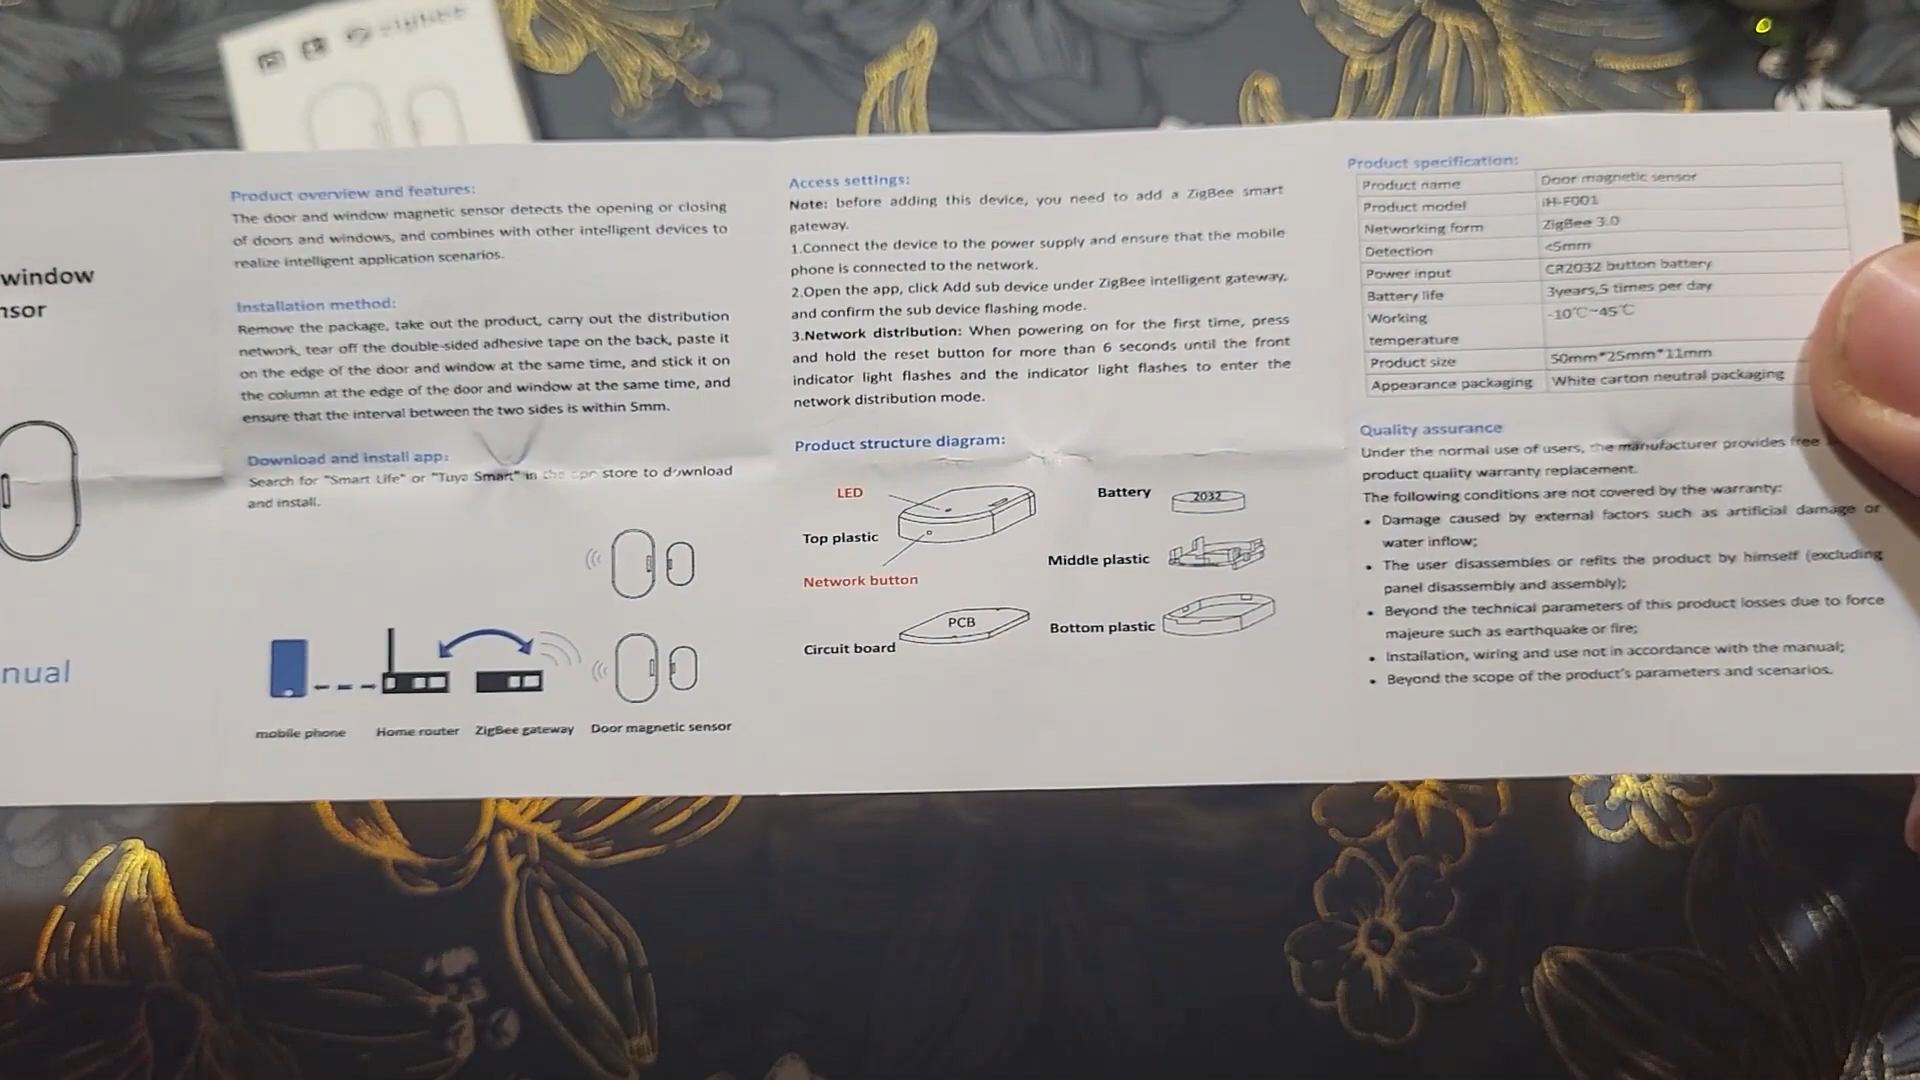 zigbee
window
nsor
nual
Product overview and features:
The door and window magnetic sensor detects the opening or closing
of doors and windows, and combines with other intelligent devices to
realize intelligent application scenarios.
Installation method:
Remove the package, take out the product, carry out the distribution
network, tear off the double-sided adhesive tape on the back, paste it
on the edge of the door and window at the same time, and stick it on
the column at the edge of the door and window at the same time, and
ensure that the interval between the two sides is within 5mm.
Download and install app:
Search for "Smart Life" or "Tuya Smart" in the app store to download
and install.
mobile phone
Home router
ZigBee gateway
Door magnetic sensor
Access settings:
Note: before adding this device, you need to add a ZigBee smart
gateway.
1.Connect the device to the power supply and ensure that the mobile
phone is connected to the network.
2.Open the app, click Add sub device under ZigBee intelligent gateway,
and confirm the sub device flashing mode.
3.Network distribution: When powering on for the first time, press
and hold the reset button for more than 6 seconds until the front
indicator light flashes and the indicator light flashes to enter the
network distribution mode.
Product structure diagram:
LED
Top plastic
Network button
PCB
Circuit board
Battery
2032
Middle plastic
Bottom plastic
Product specification:
Product name Door magnetic sensor
Product model iH-F001
Networking form ZigBee 3.0
Detection <5mm
Power input CR2032 button battery
Battery life 3years,5 times per day
Working -10℃~45℃
temperature
Product size 50mm*25mm*11mm
Appearance packaging White carton neutral packaging
Quality assurance
Under the normal use of users, the manufacturer provides free
product quality warranty replacement.
The following conditions are not covered by the warranty:
• Damage caused by external factors such as artificial damage or
water inflow;
• The user disassembles or refits the product by himself (excluding
panel disassembly and assembly);
• Beyond the technical parameters of this product losses due to force
majeure such as earthquake or fire;
• Installation, wiring and use not in accordance with the manual;
• Beyond the scope of the product's parameters and scenarios.